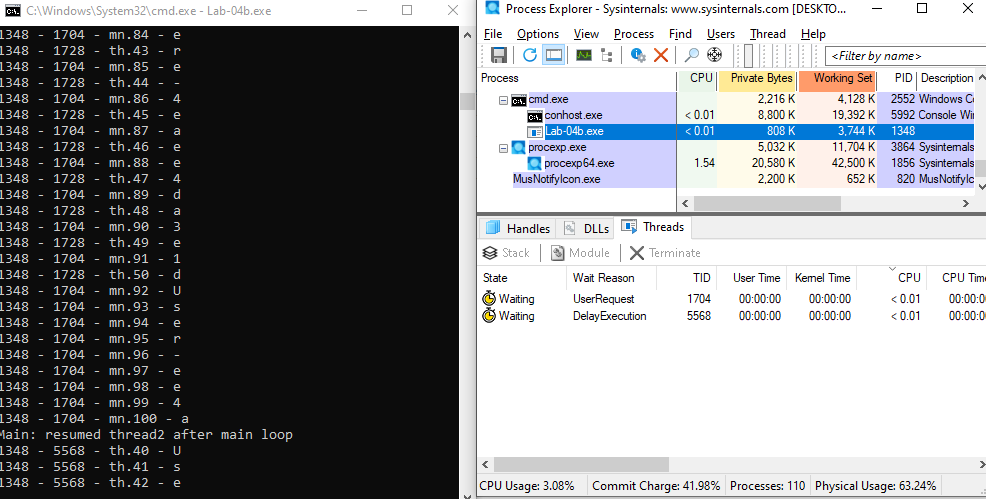 C:\Windows\System32\cmd.exe - Lab-04b.exe
1348 - 1704 - mn.84 - e
1348 - 1728 - th.43 - r
1348 - 1704 - mn.85 - e
1348 - 1728 - th.44 - -
1348 - 1704 - mn.86 - 4
1348 - 1728 - th.45 - e
1348 - 1704 - mn.87 - a
1348 - 1728 - th.46 - e
1348 - 1704 - mn.88 - e
1348 - 1728 - th.47 - 4
1348 - 1704 - mn.89 - d
1348 - 1728 - th.48 - a
1348 - 1704 - mn.90 - 3
1348 - 1728 - th.49 - e
1348 - 1704 - mn.91 - 1
1348 - 1728 - th.50 - d
1348 - 1704 - mn.92 - U
1348 - 1704 - mn.93 - s
1348 - 1704 - mn.94 - e
1348 - 1704 - mn.95 - r
1348 - 1704 - mn.96 - -
1348 - 1704 - mn.97 - e
1348 - 1704 - mn.98 - e
1348 - 1704 - mn.99 - 4
1348 - 1704 - mn.100 - a
Main: resumed thread2 after main loop
1348 - 5568 - th.40 - U
1348 - 5568 - th.41 - s
1348 - 5568 - th.42 - e
Process Explorer - Sysinternals: www.sysinternals.com [DESKTO...
File Options View Process Find Users Thread Help
<Filter by name>
Process CPU Private Bytes Working Set PID Description
cmd.exe 2,216 K 4,128 K 2552 Windows Co
conhost.exe < 0.01 8,800 K 19,392 K 5992 Console Win
Lab-04b.exe < 0.01 808 K 3,744 K 1348
procexp.exe 5,032 K 11,704 K 3864 Sysinternals
procexp64.exe 1.54 20,580 K 42,500 K 1856 Sysinternals
MusNotifyIcon.exe 2,200 K 652 K 820 MusNotifyIc
Handles DLLs Threads
Stack Module Terminate
State Wait Reason TID User Time Kernel Time CPU CPU Time
Waiting UserRequest 1704 00:00:00 00:00:00 < 0.01 00:00:0
Waiting DelayExecution 5568 00:00:00 00:00:00 < 0.01 00:00:0
CPU Usage: 3.08% Commit Charge: 41.98% Processes: 110 Physical Usage: 63.24%